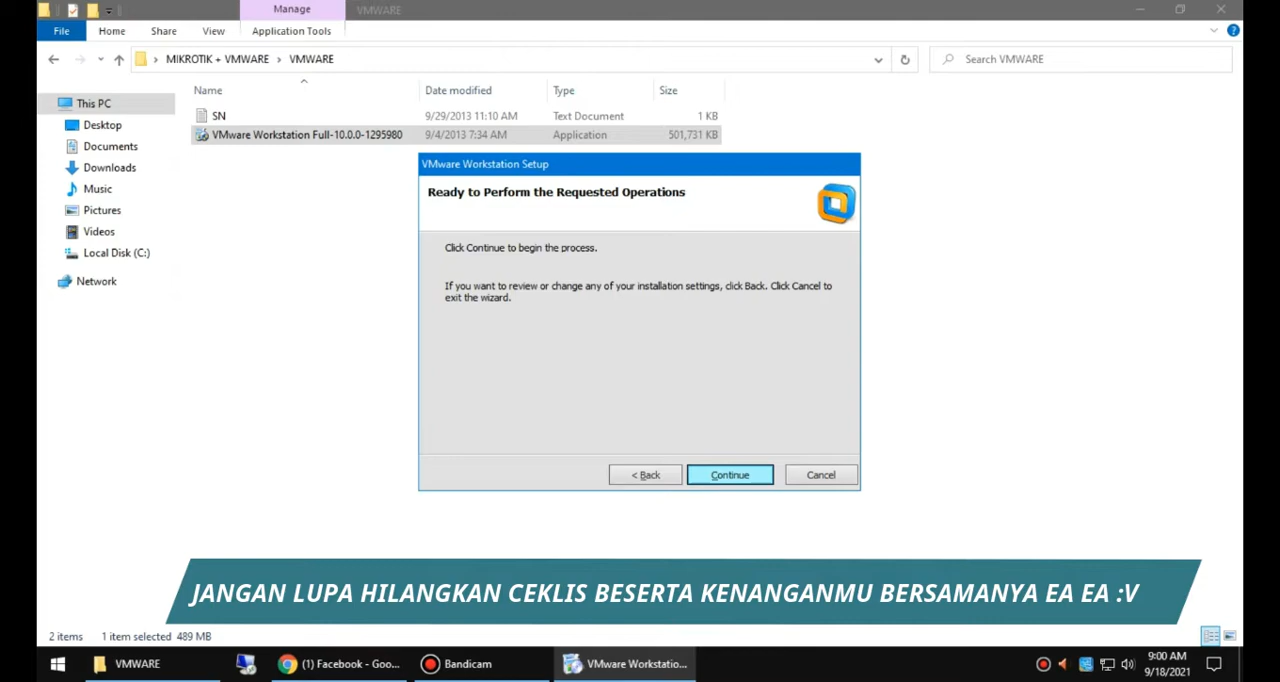 Manage
VMWARE
File
Home
Share
View
Application Tools
MIKROTIK + VMWARE > VMWARE
Search VMWARE
Name
Date modified
Type
Size
This PC
Desktop
Documents
Downloads
Music
Pictures
Videos
Local Disk (C:)
Network
SN 9/29/2013 11:10 AM Text Document 1 KB
VMware Workstation Full-10.0.0-1295980 9/4/2013 7:34 AM Application 501,731 KB
VMware Workstation Setup
Ready to Perform the Requested Operations
Click Continue to begin the process.
If you want to review or change any of your installation settings, click Back. Click Cancel to
exit the wizard.
< Back
Continue
Cancel
JANGAN LUPA HILANGKAN CEKLIS BESERTA KENANGANMU BERSAMANYA EA EA :V
2 items 1 item selected 489 MB
VMWARE
(1) Facebook - Goo...
Bandicam
VMware Workstatio...
9:00 AM
9/18/2021